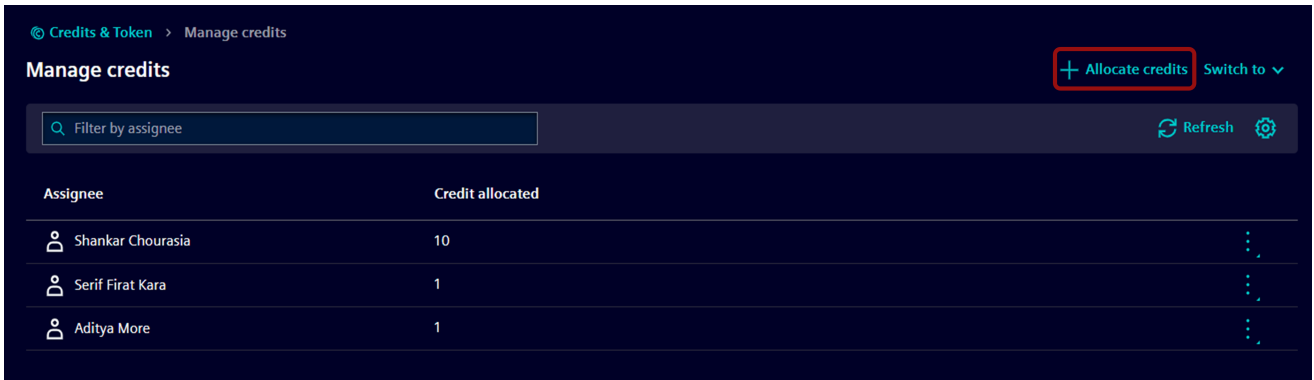 Credits & Token > Manage credits
Manage credits
Allocate credits Switch to
Filter by assignee
Refresh
Assignee Credit allocated
Shankar Chourasia 10
Serif Firat Kara 1
Aditya More 1